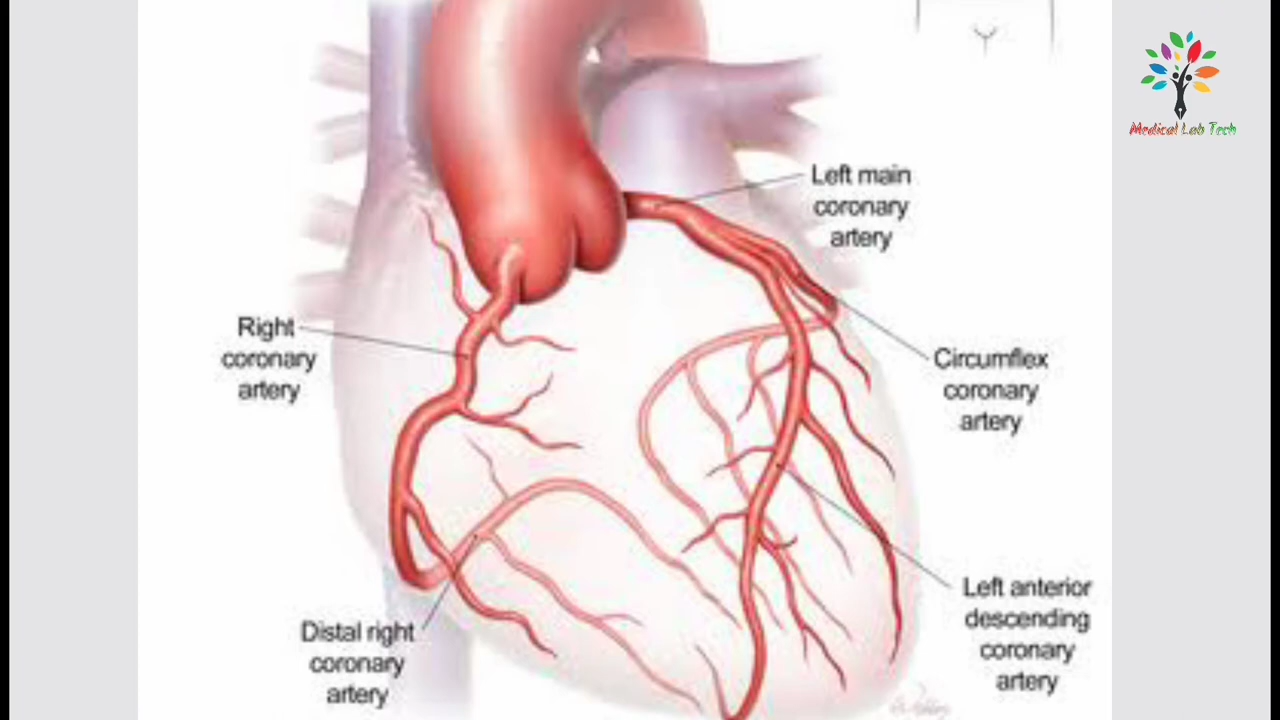 Medical Lab Tech
Left main
coronary
artery
Right
coronary
artery
Circumflex
coronary
artery
Left anterior
descending
coronary
artery
Distal right
coronary
artery